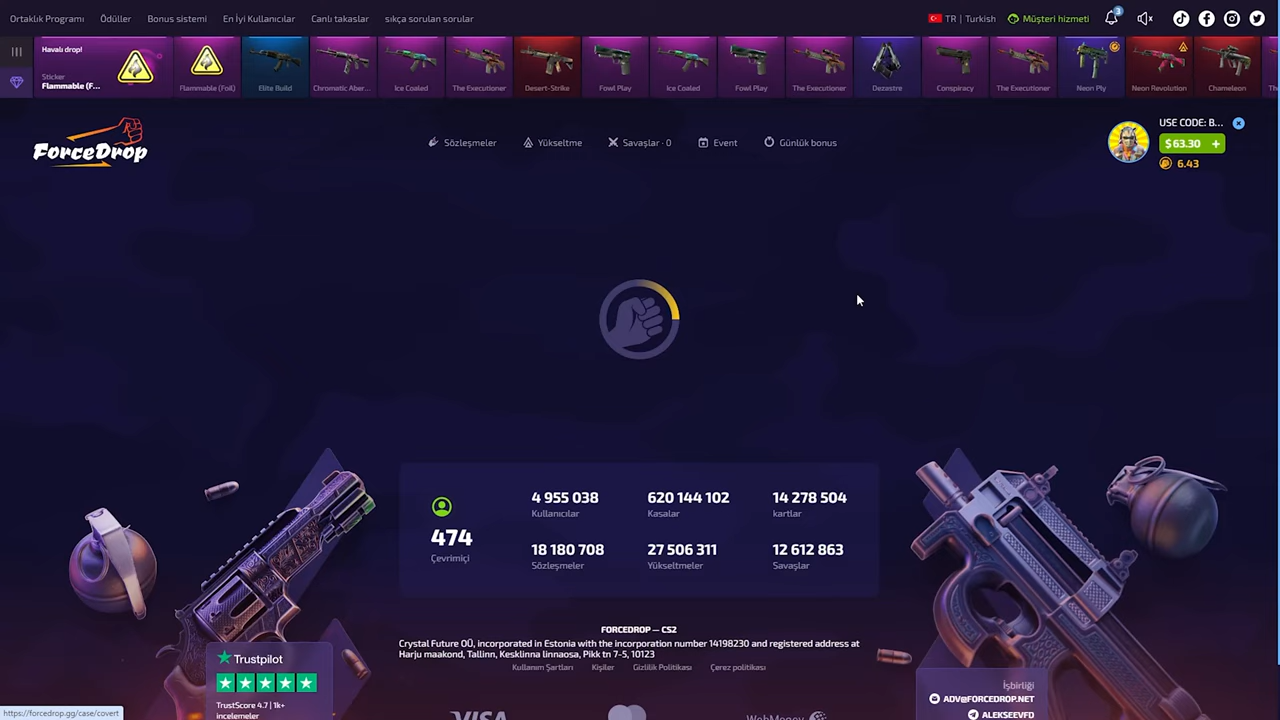 Ortaklık Programı Ödüller Bonus sistemi En İyi Kullanıcılar Canlı takaslar sıkça sorulan sorular TR | Turkish Müşteri hizmeti 3
Havalı drop!
Sticker
Flammable (F...
Flammable (Foil) Elite Build Chromatic Aber... Ice Coaled The Executioner Desert-Strike Fowl Play Ice Coaled Fowl Play The Executioner Dezastre Conspiracy The Executioner Neon Ply Neon Revolution Chameleon
ForceDrop
Sözleşmeler Yükseltme Savaşlar · 0 Event Günlük bonus
USE CODE: B...
$ 63.30 +
6.43
474
Çevrimiçi
4 955 038 620 144 102 14 278 504
Kullanıcılar Kasalar kartlar
18 180 708 27 506 311 12 612 863
Sözleşmeler Yükseltmeler Savaşlar
FORCEDROP — CS2
Crystal Future OÜ, incorporated in Estonia with the incorporation number 14198230 and registered address at
Harju maakond, Tallinn, Kesklinna linnaosa, Pikk tn 7-5, 10123
Kullanım Şartları Kişiler Gizlilik Politikası Çerez politikası
Trustpilot
TrustScore 4.7 | 1k+
incelemeler
İşbirliği
ADV@FORCEDROP.NET
ALEKSEEVFD
VISA WebMoney
https://forcedrop.gg/case/covert